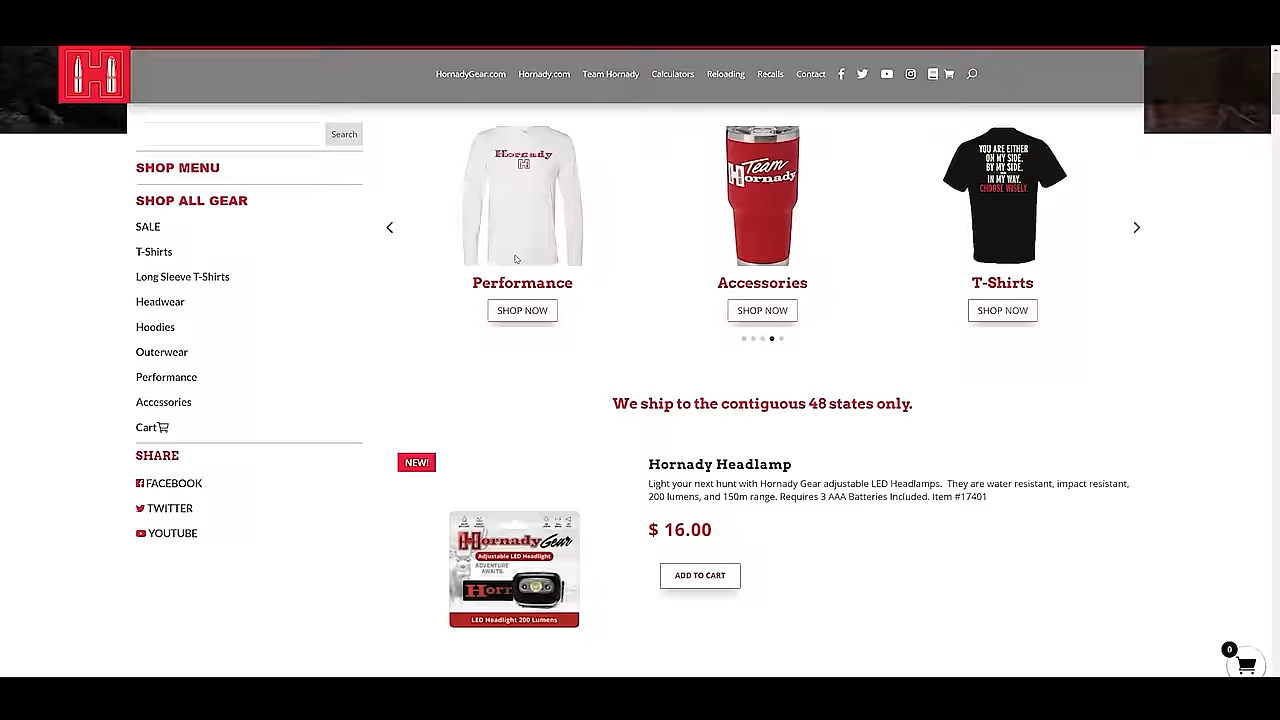 H
HornadyGear.com Hornady.com Team Hornady Calculators Reloading Recalls Contact
Search
SHOP MENU
SHOP ALL GEAR
SALE
T-Shirts
Long Sleeve T-Shirts
Headwear
Hoodies
Outerwear
Performance
Accessories
Cart
SHARE
FACEBOOK
TWITTER
YOUTUBE
Hornady
H
Performance
SHOP NOW
Team
Hornady
Accessories
SHOP NOW
YOU ARE EITHER
ON MY SIDE.
BY MY SIDE.
IN MY WAY.
CHOOSE WISELY.
T-Shirts
SHOP NOW
We ship to the contiguous 48 states only.
NEW!
Hornady Gear
Adjustable LED Headlight
ADVENTURE
AWAITS.
Horn
LED Headlight 200 Lumens
Hornady Headlamp
Light your next hunt with Hornady Gear adjustable LED Headlamps. They are water resistant, impact resistant,
200 lumens, and 150m range. Requires 3 AAA Batteries Included. Item #17401
$ 16.00
ADD TO CART
0